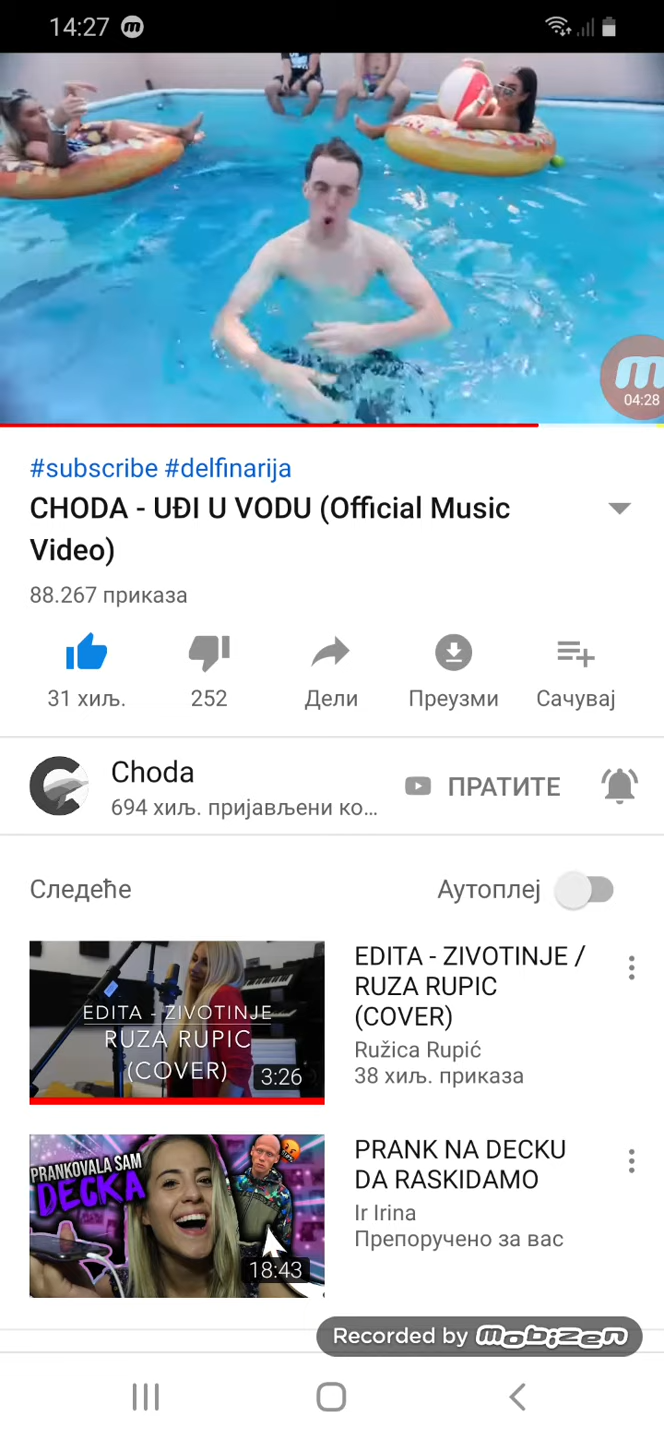 14:27
04:28
#subscribe #delfinarija
CHODA - UĐI U VODU (Official Music
Video)
88.267 приказа
31 хиљ.
252
Дели
Преузми
Сачувај
Choda
694 хиљ. пријављени ко...
ПРАТИТЕ
Следеће
Аутоплеј
EDITA - ZIVOTINJE
RUZA RUPIC
(COVER)
3:26
EDITA - ZIVOTINJE /
RUZA RUPIC
(COVER)
Ružica Rupić
38 хиљ. приказа
PRANKOVALA SAM
DECKA
18:43
PRANK NA DECKU
DA RASKIDAMO
Ir Irina
Препоручено за вас
Recorded by mobizen